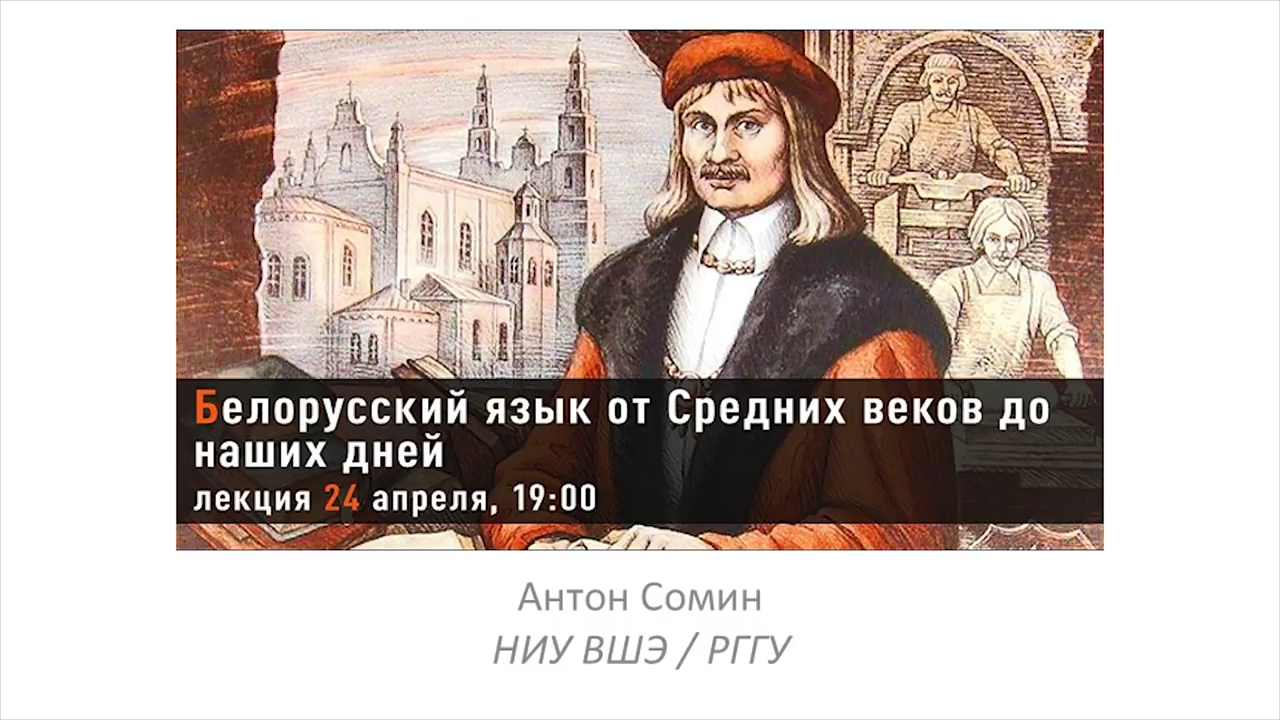 Белорусский язык от Средних веков до
наших дней
лекция 24 апреля, 19:00
Антон Сомин
НИУ ВШЭ / РГГУ